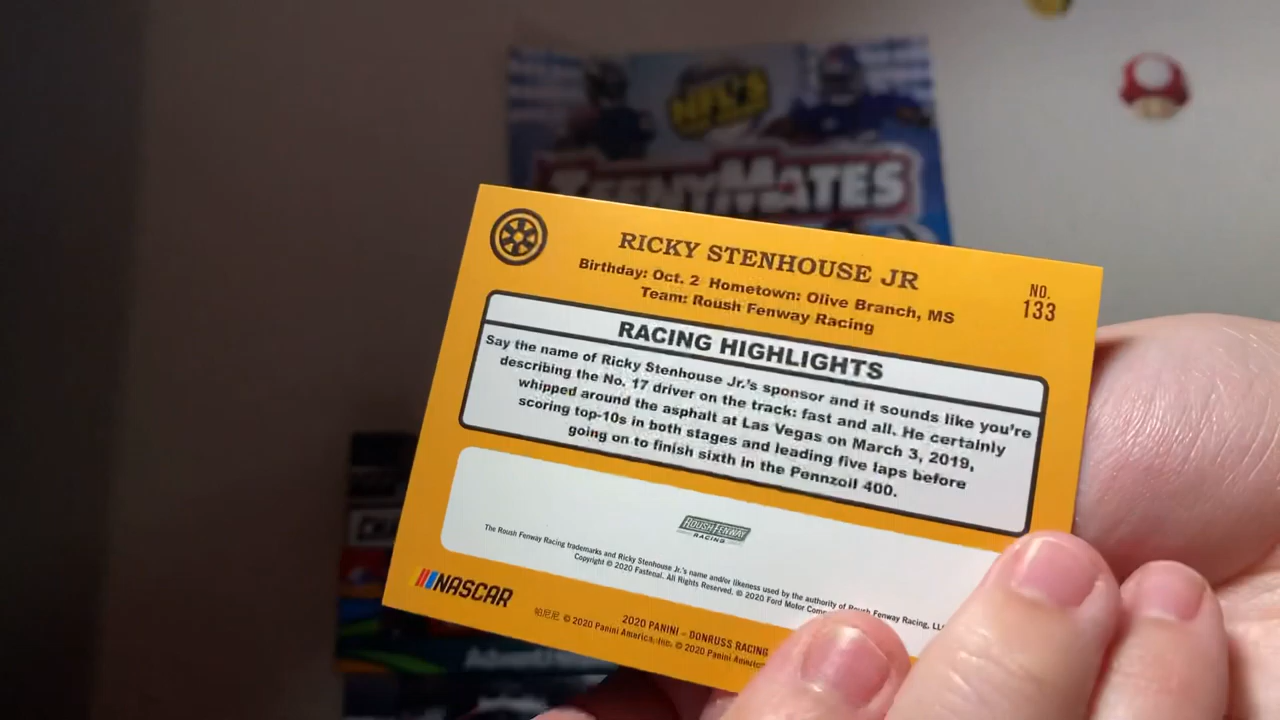 NFL'S
TEENYMATES
RICKY STENHOUSE JR
Birthday: Oct. 2 Hometown: Olive Branch, MS
Team: Roush Fenway Racing
NO.
133
RACING HIGHLIGHTS
Say the name of Ricky Stenhouse Jr.'s sponsor and it sounds like you're
describing the No. 17 driver on the track: fast and all. He certainly
whipped around the asphalt at Las Vegas on March 3, 2019,
scoring top-10s in both stages and leading five laps before
going on to finish sixth in the Pennzoil 400.
ROUSH FENWAY
RACING
The Roush Fenway Racing trademarks and Ricky Stenhouse Jr.'s name and/or likeness used by the authority of Roush Fenway Racing, LL
Copyright © 2020 Fastenal. All Rights Reserved. © 2020 Ford Motor
NASCAR
2020 PANINI – DONRUSS RACING
帕尼尼 © 2020 Panini America, Inc. © 2020 Panini